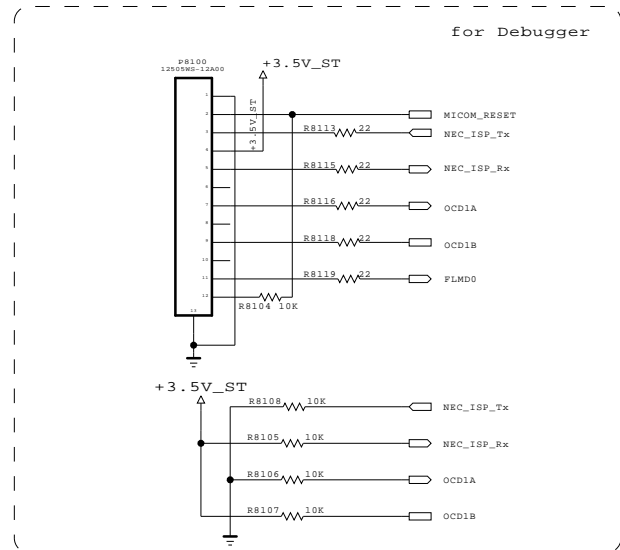 for Debugger
P8100
12505WS-12A00
+3.5V_ST
1
+3.5V_ST
2
MICOM_RESET
3
R8113
22
NEC_ISP_Tx
4
5
R8115
22
NEC_ISP_Rx
6
7
R8116
22
OCD1A
8
9
R8118
22
OCD1B
10
11
R8119
22
FLMD0
12
R8104 10K
13
+3.5V_ST
R8108
10K
NEC_ISP_Tx
R8105
10K
NEC_ISP_Rx
R8106
10K
OCD1A
R8107
10K
OCD1B